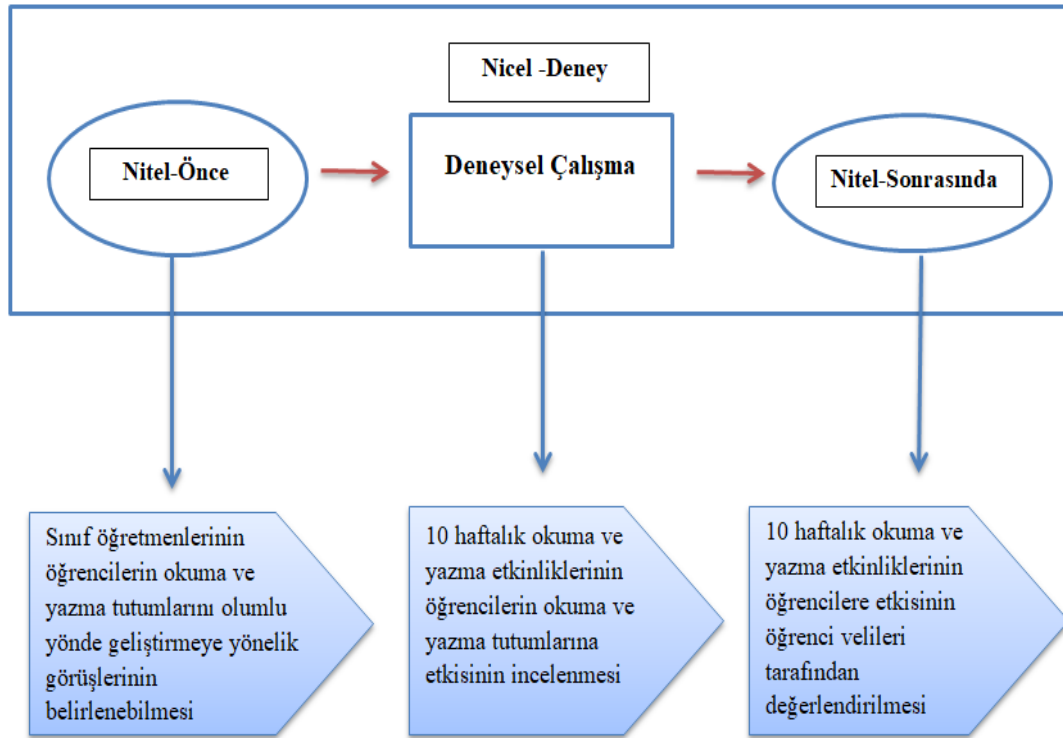 Nicel -Deney
Nitel-Önce
Deneysel Çalışma
Nitel-Sonrasında
Sınıf öğretmenlerinin
öğrencilerin okuma ve
yazma tutumlarını olumlu
yönde geliştirmeye yönelik
görüşlerinin
belirlenebilmesi
10 haftalık okuma ve
yazma etkinliklerinin
öğrencilerin okuma ve
yazma tutumlarına
etkisinin incelenmesi
10 haftalık okuma ve
yazma etkinliklerinin
öğrencilere etkisinin
öğrenci velileri
tarafından
değerlendirilmesi